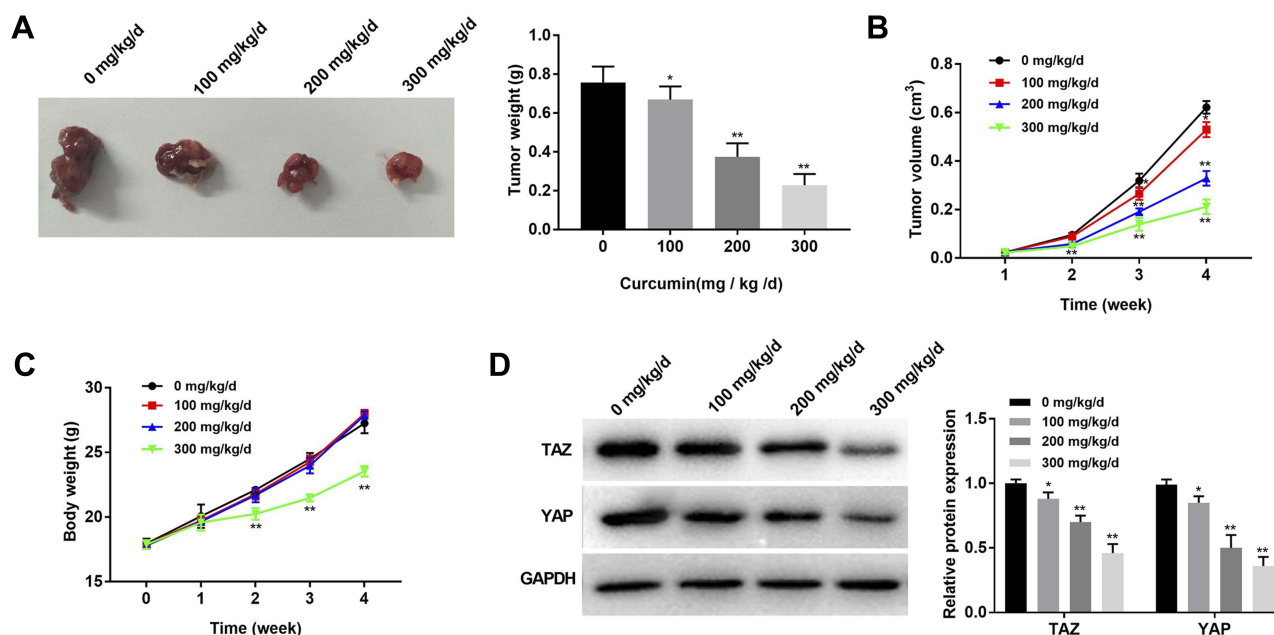 A
0 mg/kg/d
100 mg/kg/d
200 mg/kg/d
300 mg/kg/d
Tumor weight (g)
1.0
0.8
0.6
0.4
0.2
0.0
* ** **
0 100 200 300
Curcumin(mg / kg /d)
B
0 mg/kg/d
100 mg/kg/d
200 mg/kg/d
300 mg/kg/d
Tumor volume (cm3)
0.6
0.4
0.2
0.0
**
*
**
**
*
**
**
1 2 3 4
Time (week)
C
0 mg/kg/d
100 mg/kg/d
200 mg/kg/d
300 mg/kg/d
Body weight (g)
30
25
20
15
** ** **
0 1 2 3 4
Time (week)
D
0 mg/kg/d
100 mg/kg/d
200 mg/kg/d
300 mg/kg/d
TAZ
YAP
GAPDH
0 mg/kg/d
100 mg/kg/d
200 mg/kg/d
300 mg/kg/d
Relative protein expression
1.5
1.0
0.5
0.0
* ** ** * ** **
TAZ YAP